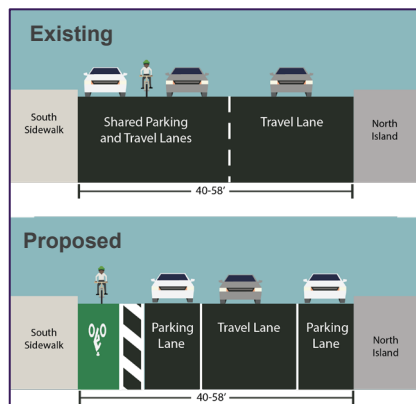 Existing
South
Sidewalk
Shared Parking
and Travel Lanes
Travel Lane
North
Island
40-58'
Proposed
South
Sidewalk
Parking
Lane
Travel Lane
Parking
Lane
North
Island
40-58'